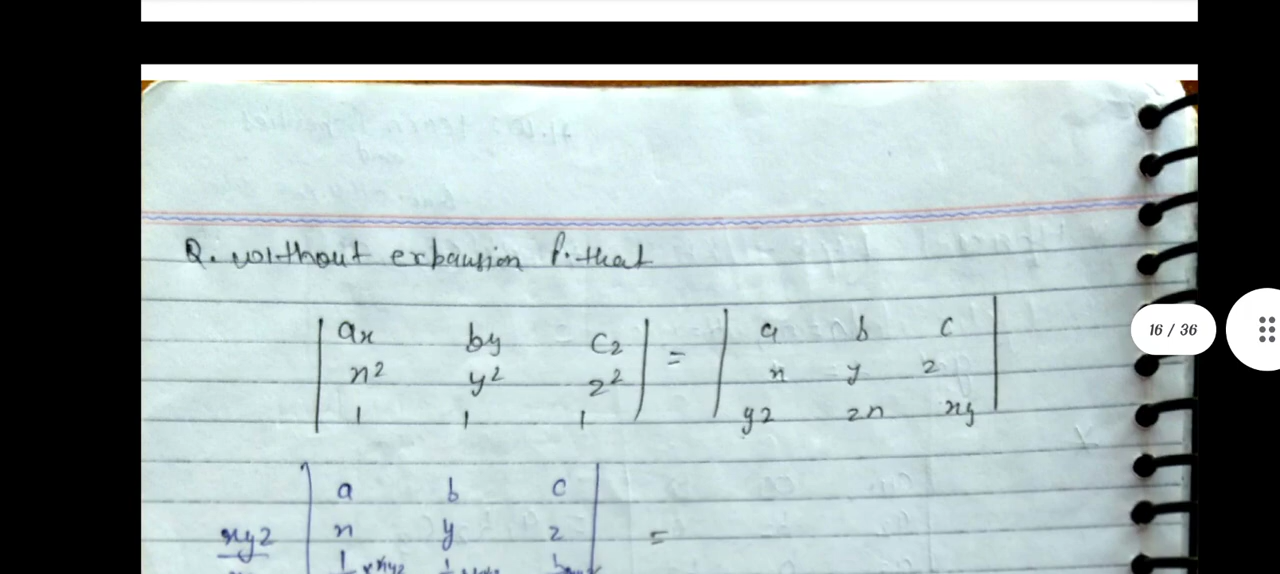 Q. without expansion P. that
| ax by cz | = | a b c |
| x² y² z² | | x y z |
| 1 1 1 | | yz zx xy |
16 / 36
| a b c |
xyz | x y z | =